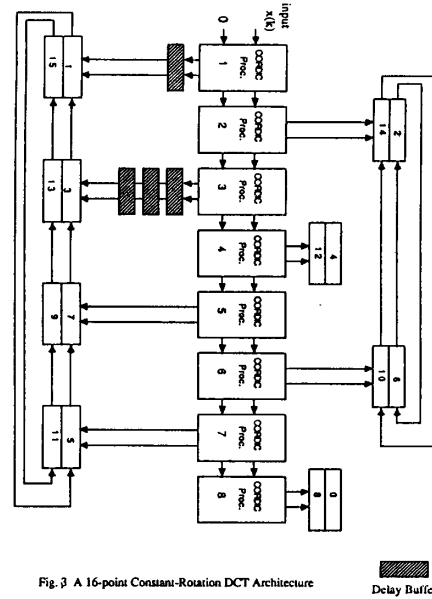 input
x(k)
0
CORDIC
Proc.
1
CORDIC
Proc.
2
CORDIC
Proc.
3
CORDIC
Proc.
4
CORDIC
Proc.
5
CORDIC
Proc.
6
CORDIC
Proc.
7
CORDIC
Proc.
8
1
15
3
13
7
9
5
11
2
14
4
12
6
10
0
8
Fig. 3 A 16-point Constant-Rotation DCT Architecture
Delay Buffe